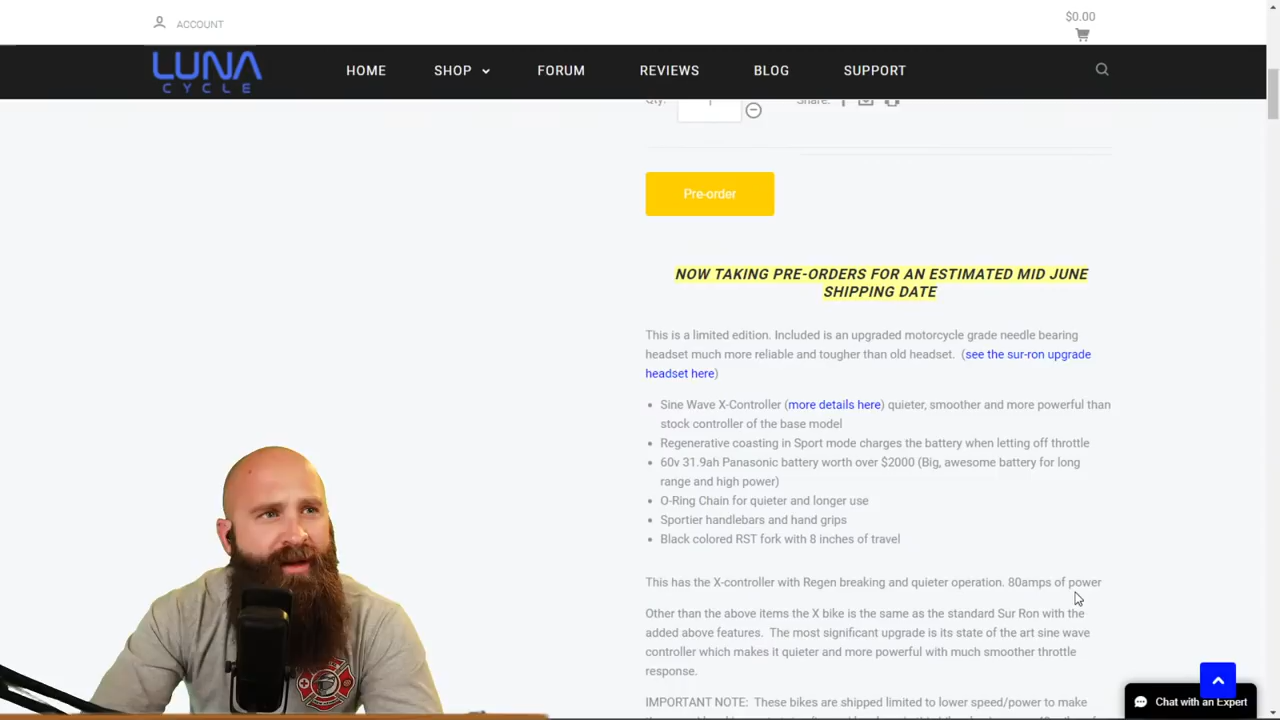 ACCOUNT
$0.00
LUNA
CYCLE
HOME
SHOP
FORUM
REVIEWS
BLOG
SUPPORT
Qty:
1
Share:
Pre-order
NOW TAKING PRE-ORDERS FOR AN ESTIMATED MID JUNE
SHIPPING DATE
This is a limited edition. Included is an upgraded motorcycle grade needle bearing
headset much more reliable and tougher than old headset. (see the sur-ron upgrade
headset here)
• Sine Wave X-Controller (more details here) quieter, smoother and more powerful than
stock controller of the base model
• Regenerative coasting in Sport mode charges the battery when letting off throttle
• 60v 31.9ah Panasonic battery worth over $2000 (Big, awesome battery for long
range and high power)
• O-Ring Chain for quieter and longer use
• Sportier handlebars and hand grips
• Black colored RST fork with 8 inches of travel
This has the X-controller with Regen breaking and quieter operation. 80amps of power
Other than the above items the X bike is the same as the standard Sur Ron with the
added above features. The most significant upgrade is its state of the art sine wave
controller which makes it quieter and more powerful with much smoother throttle
response.
IMPORTANT NOTE: These bikes are shipped limited to lower speed/power to make
Chat with an Expert